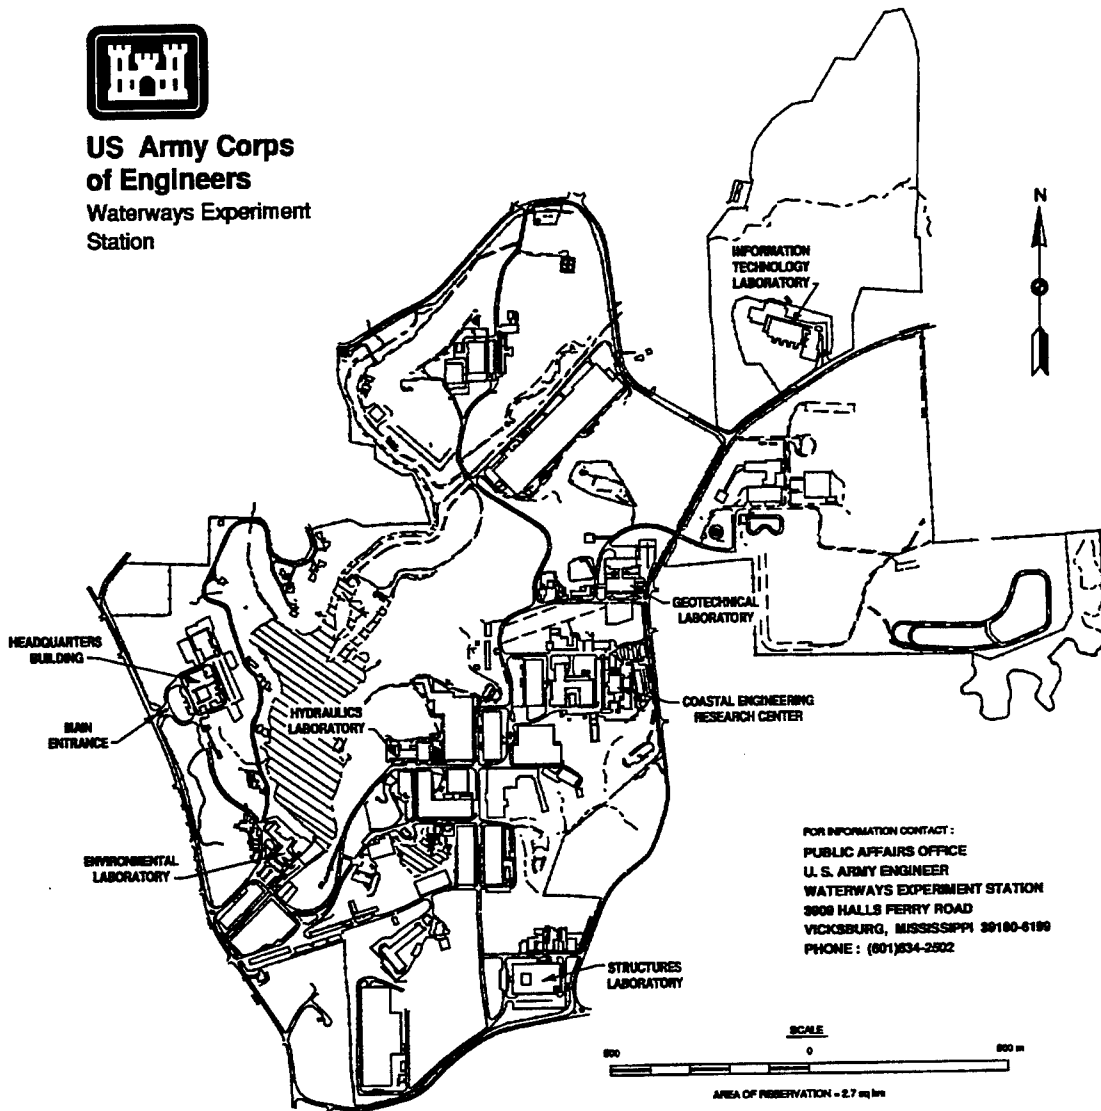 US Army Corps
of Engineers
Waterways Experiment
Station
N
INFORMATION
TECHNOLOGY
LABORATORY
GEOTECHNICAL
LABORATORY
HEADQUARTERS
BUILDING
MAIN
ENTRANCE
HYDRAULICS
LABORATORY
COASTAL ENGINEERING
RESEARCH CENTER
ENVIRONMENTAL
LABORATORY
STRUCTURES
LABORATORY
FOR INFORMATION CONTACT :
PUBLIC AFFAIRS OFFICE
U. S. ARMY ENGINEER
WATERWAYS EXPERIMENT STATION
3909 HALLS FERRY ROAD
VICKSBURG, MISSISSIPPI 39180-6199
PHONE : (601)634-2502
SCALE
500 0 500 m
AREA OF RESERVATION = 2.7 sq km